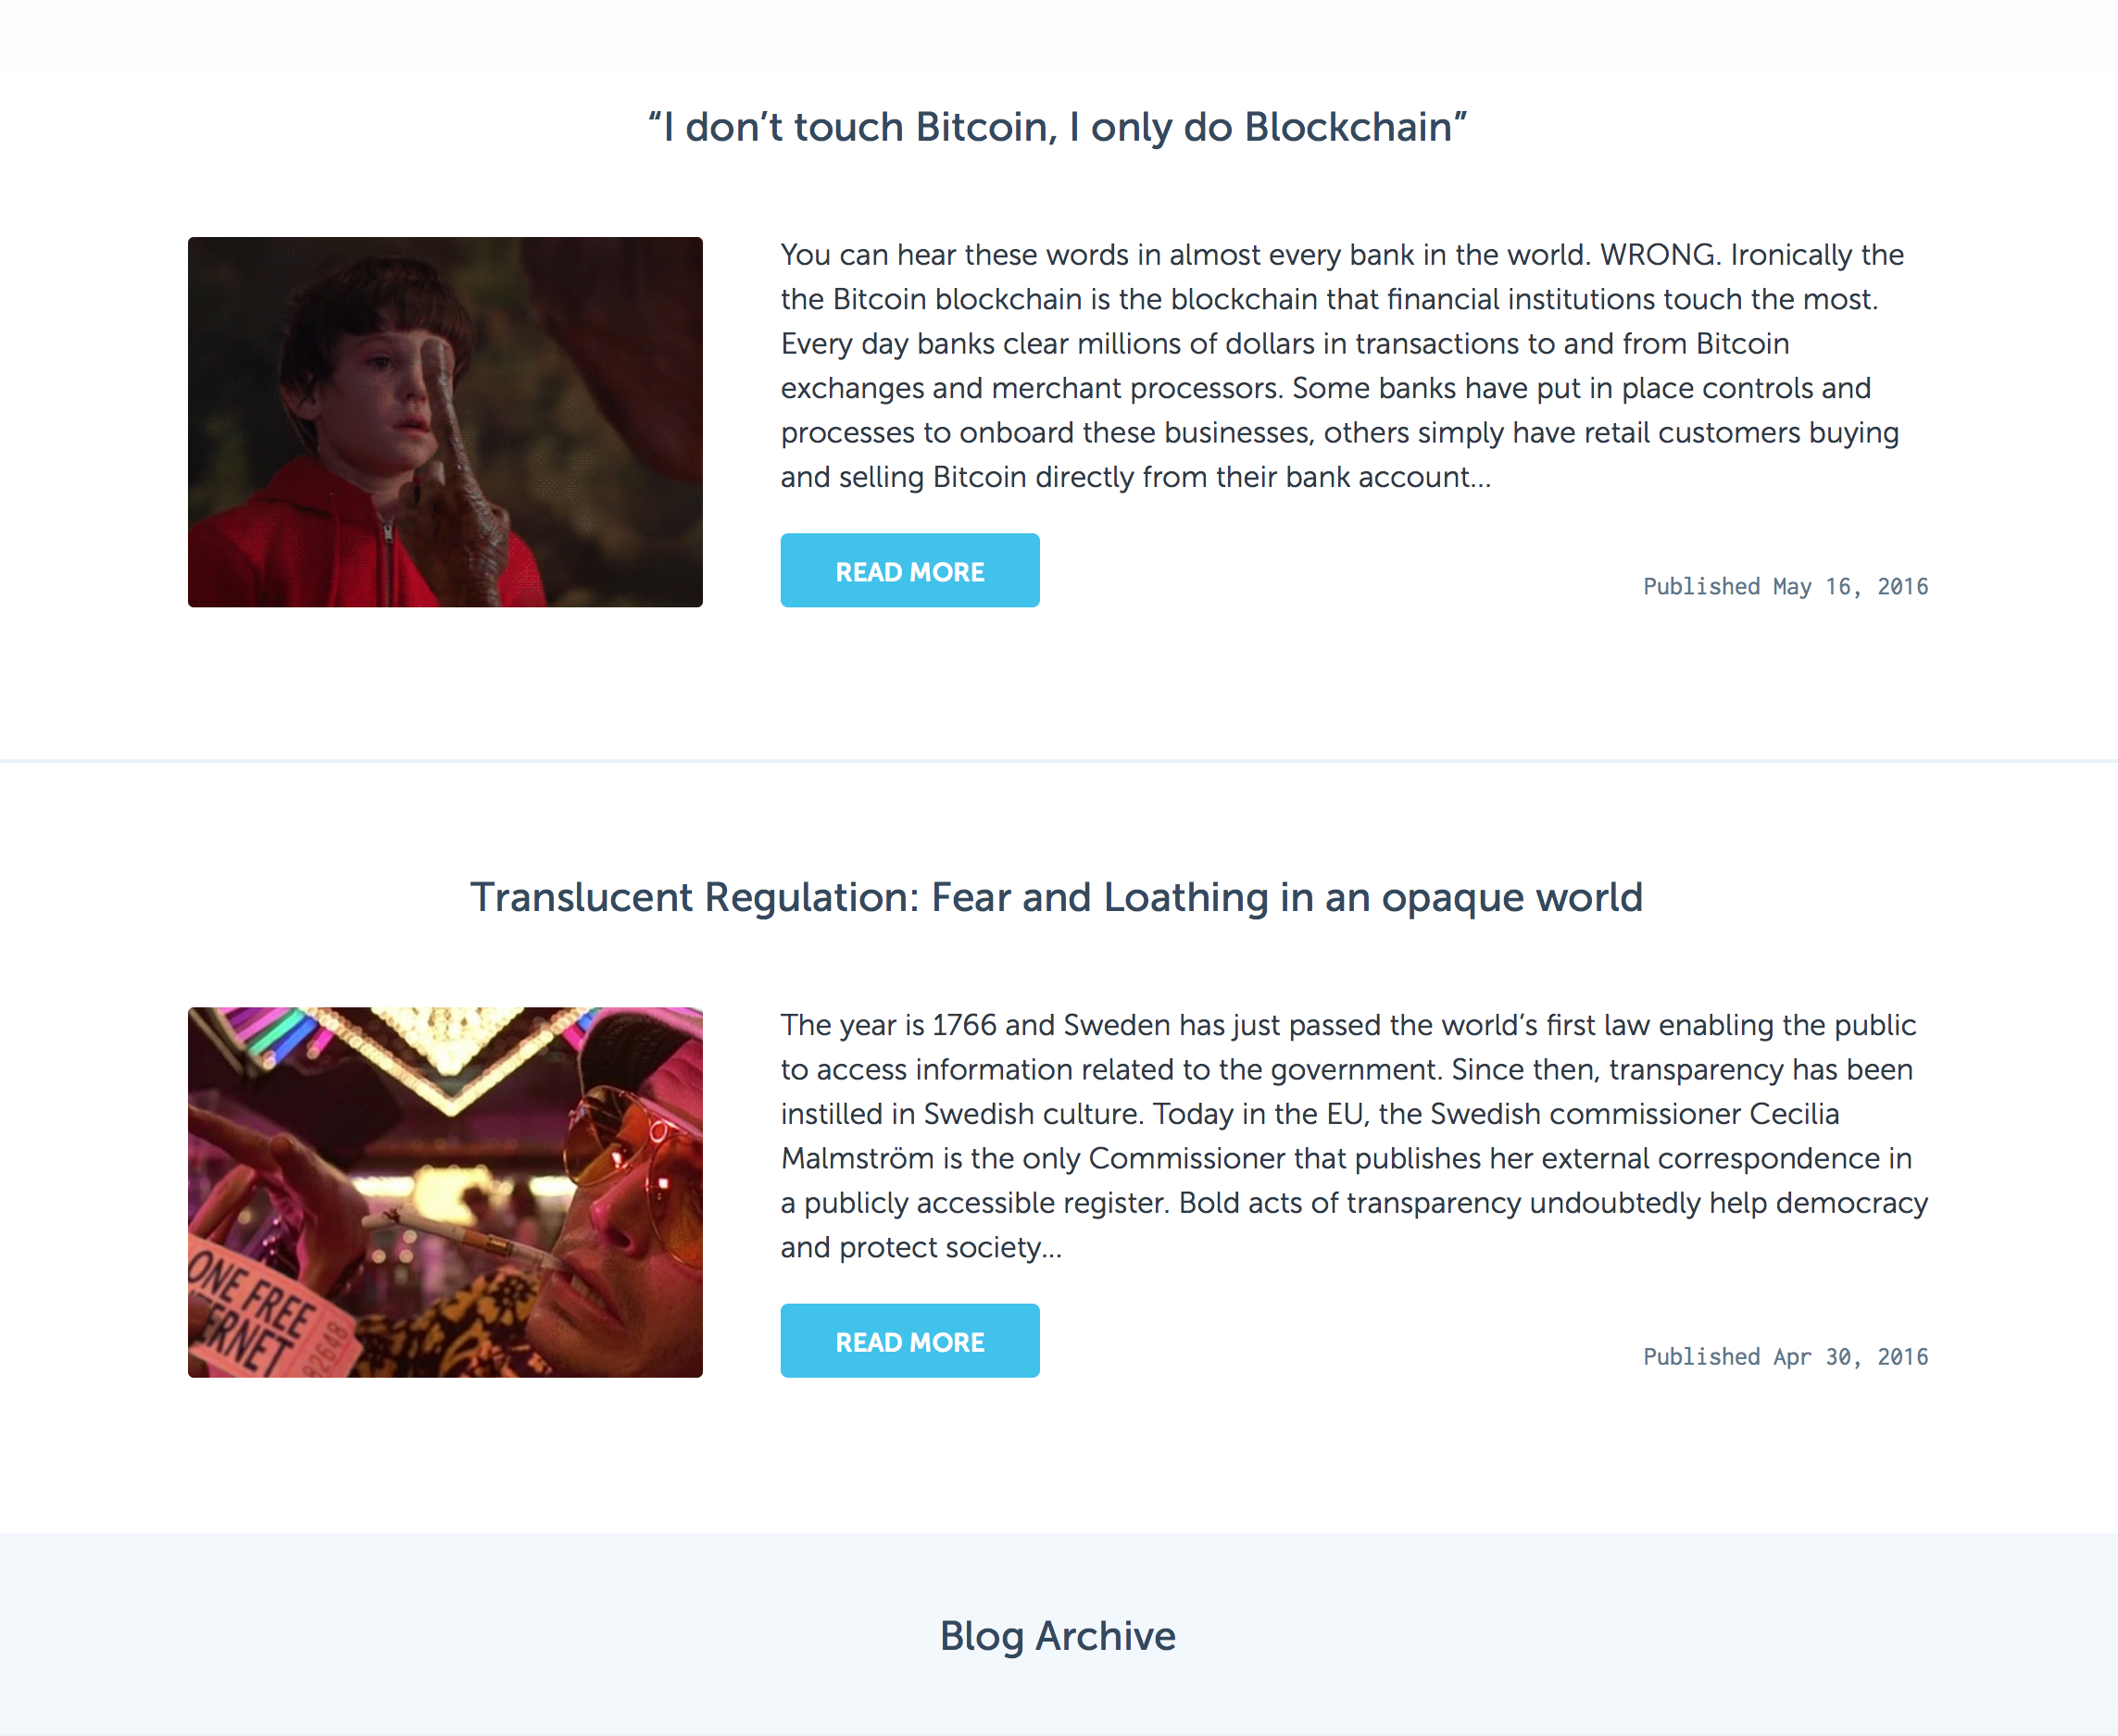 “I don’t touch Bitcoin, I only do Blockchain”
You can hear these words in almost every bank in the world. WRONG. Ironically the
the Bitcoin blockchain is the blockchain that financial institutions touch the most.
Every day banks clear millions of dollars in transactions to and from Bitcoin
exchanges and merchant processors. Some banks have put in place controls and
processes to onboard these businesses, others simply have retail customers buying
and selling Bitcoin directly from their bank account...
READ MORE
Published May 16, 2016
Translucent Regulation: Fear and Loathing in an opaque world
The year is 1766 and Sweden has just passed the world’s first law enabling the public
to access information related to the government. Since then, transparency has been
instilled in Swedish culture. Today in the EU, the Swedish commissioner Cecilia
Malmström is the only Commissioner that publishes her external correspondence in
a publicly accessible register. Bold acts of transparency undoubtedly help democracy
and protect society...
ONE FREE
TERNET
92648
READ MORE
Published Apr 30, 2016
Blog Archive